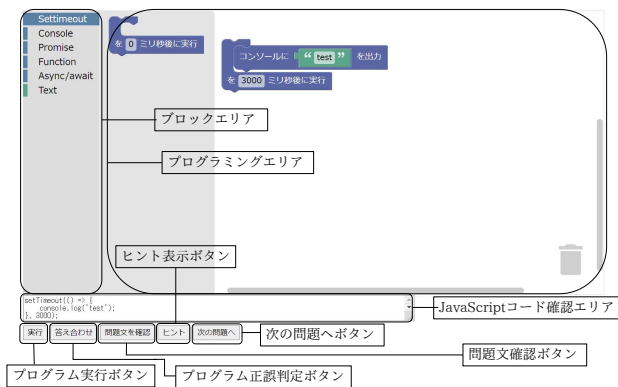 Settimeout
Console
Promise
Function
Async/await
Text
を 0 ミリ秒後に実行
コンソールに “ test ” を出力
を 3000 ミリ秒後に実行
ブロックエリア
プログラミングエリア
ヒント表示ボタン
setTimeout(() => {
console.log('test');
}, 3000);
JavaScriptコード確認エリア
実行 答え合わせ 問題文を確認 ヒント 次の問題へ
次の問題へボタン
問題文確認ボタン
プログラム実行ボタン
プログラム正誤判定ボタン